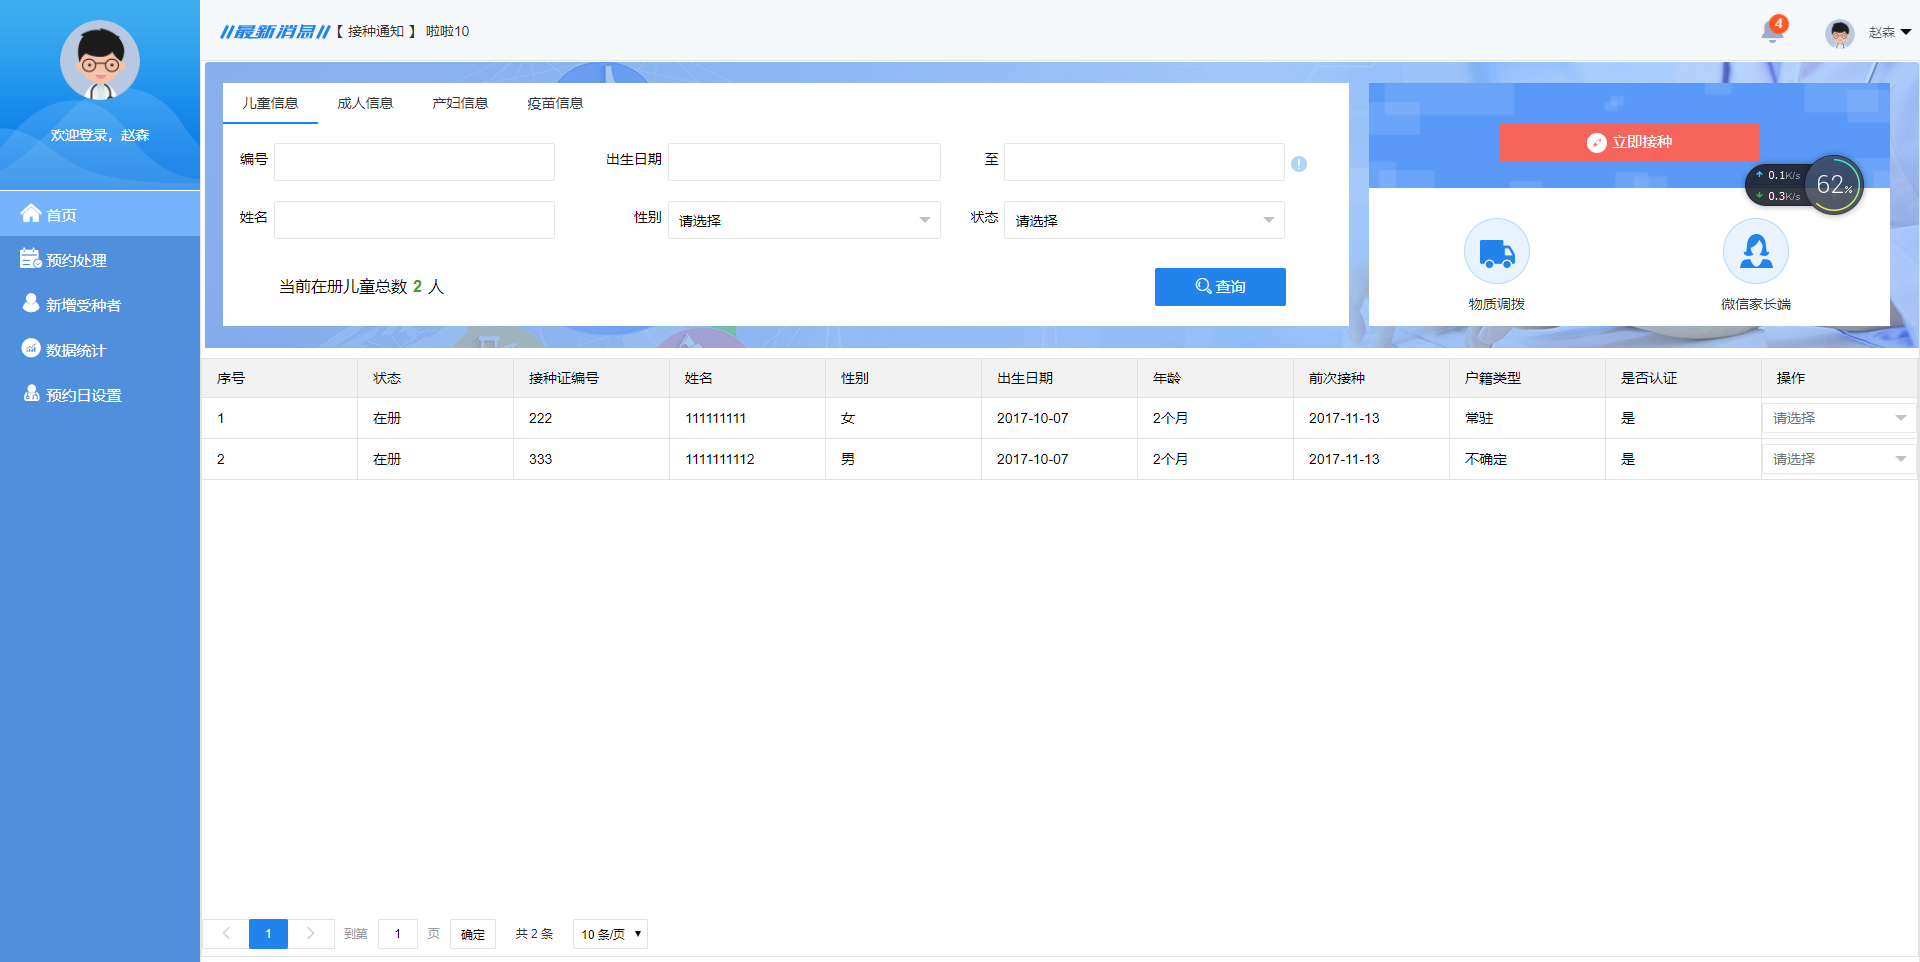 //最新消息// 【 接种通知 】 啦啦10
4
赵森
欢迎登录，赵森
首页
预约处理
新增受种者
数据统计
预约日设置
儿童信息 成人信息 产妇信息 疫苗信息
编号 出生日期 至 !
姓名 性别 请选择 状态 请选择
当前在册儿童总数 2 人 查询
立即接种
0.1K/s
0.3K/s
62%
物质调拨 微信家长端
序号 状态 接种证编号 姓名 性别 出生日期 年龄 前次接种 户籍类型 是否认证 操作
1 在册 222 111111111 女 2017-10-07 2个月 2017-11-13 常驻 是 请选择
2 在册 333 1111111112 男 2017-10-07 2个月 2017-11-13 不确定 是 请选择
1 到第 1 页 确定 共 2 条 10 条/页